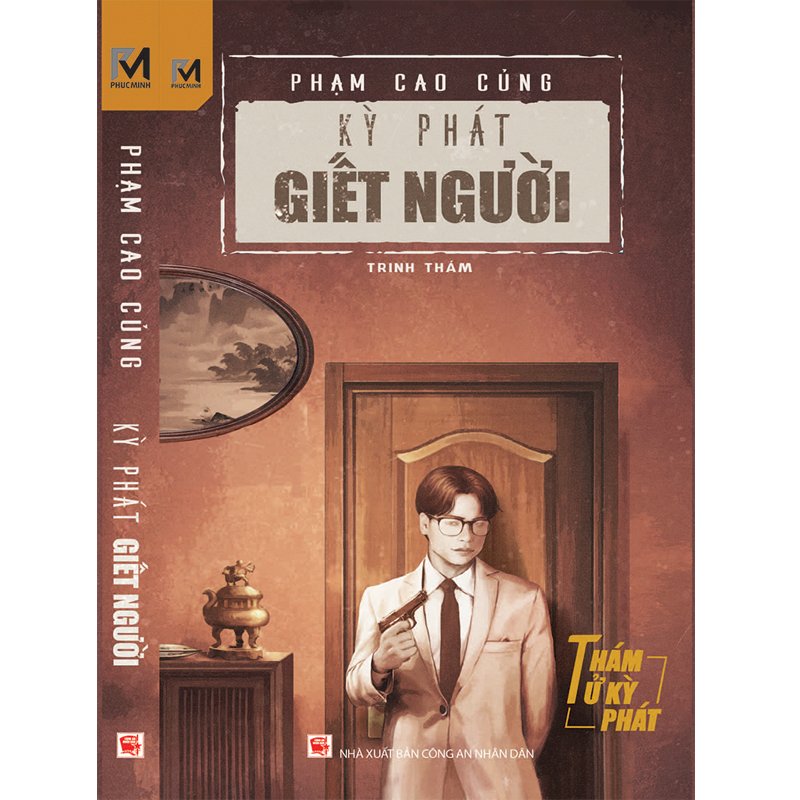 PHUCMINH
PHUCMINH
PHẠM CAO CỦNG
KỲ PHÁT
GIẾT NGƯỜI
TRINH THÁM
PHẠM CAO CỦNG
KỲ PHÁT GIẾT NGƯỜI
THÁM
TỬ KỲ
PHÁT
NHÀ XUẤT BẢN CÔNG AN NHÂN DÂN